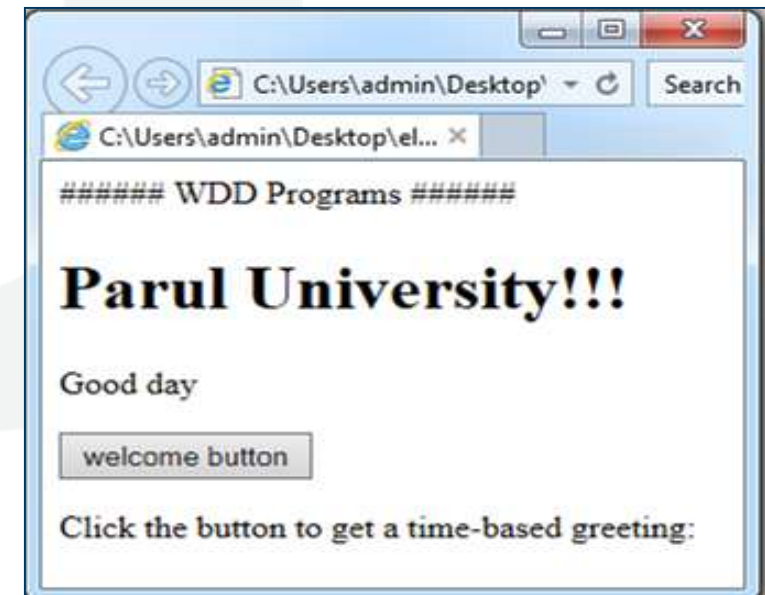 C:\Users\admin\Desktop\
Search
C:\Users\admin\Desktop\el...
###### WDD Programs ######
Parul University!!!
Good day
welcome button
Click the button to get a time-based greeting: